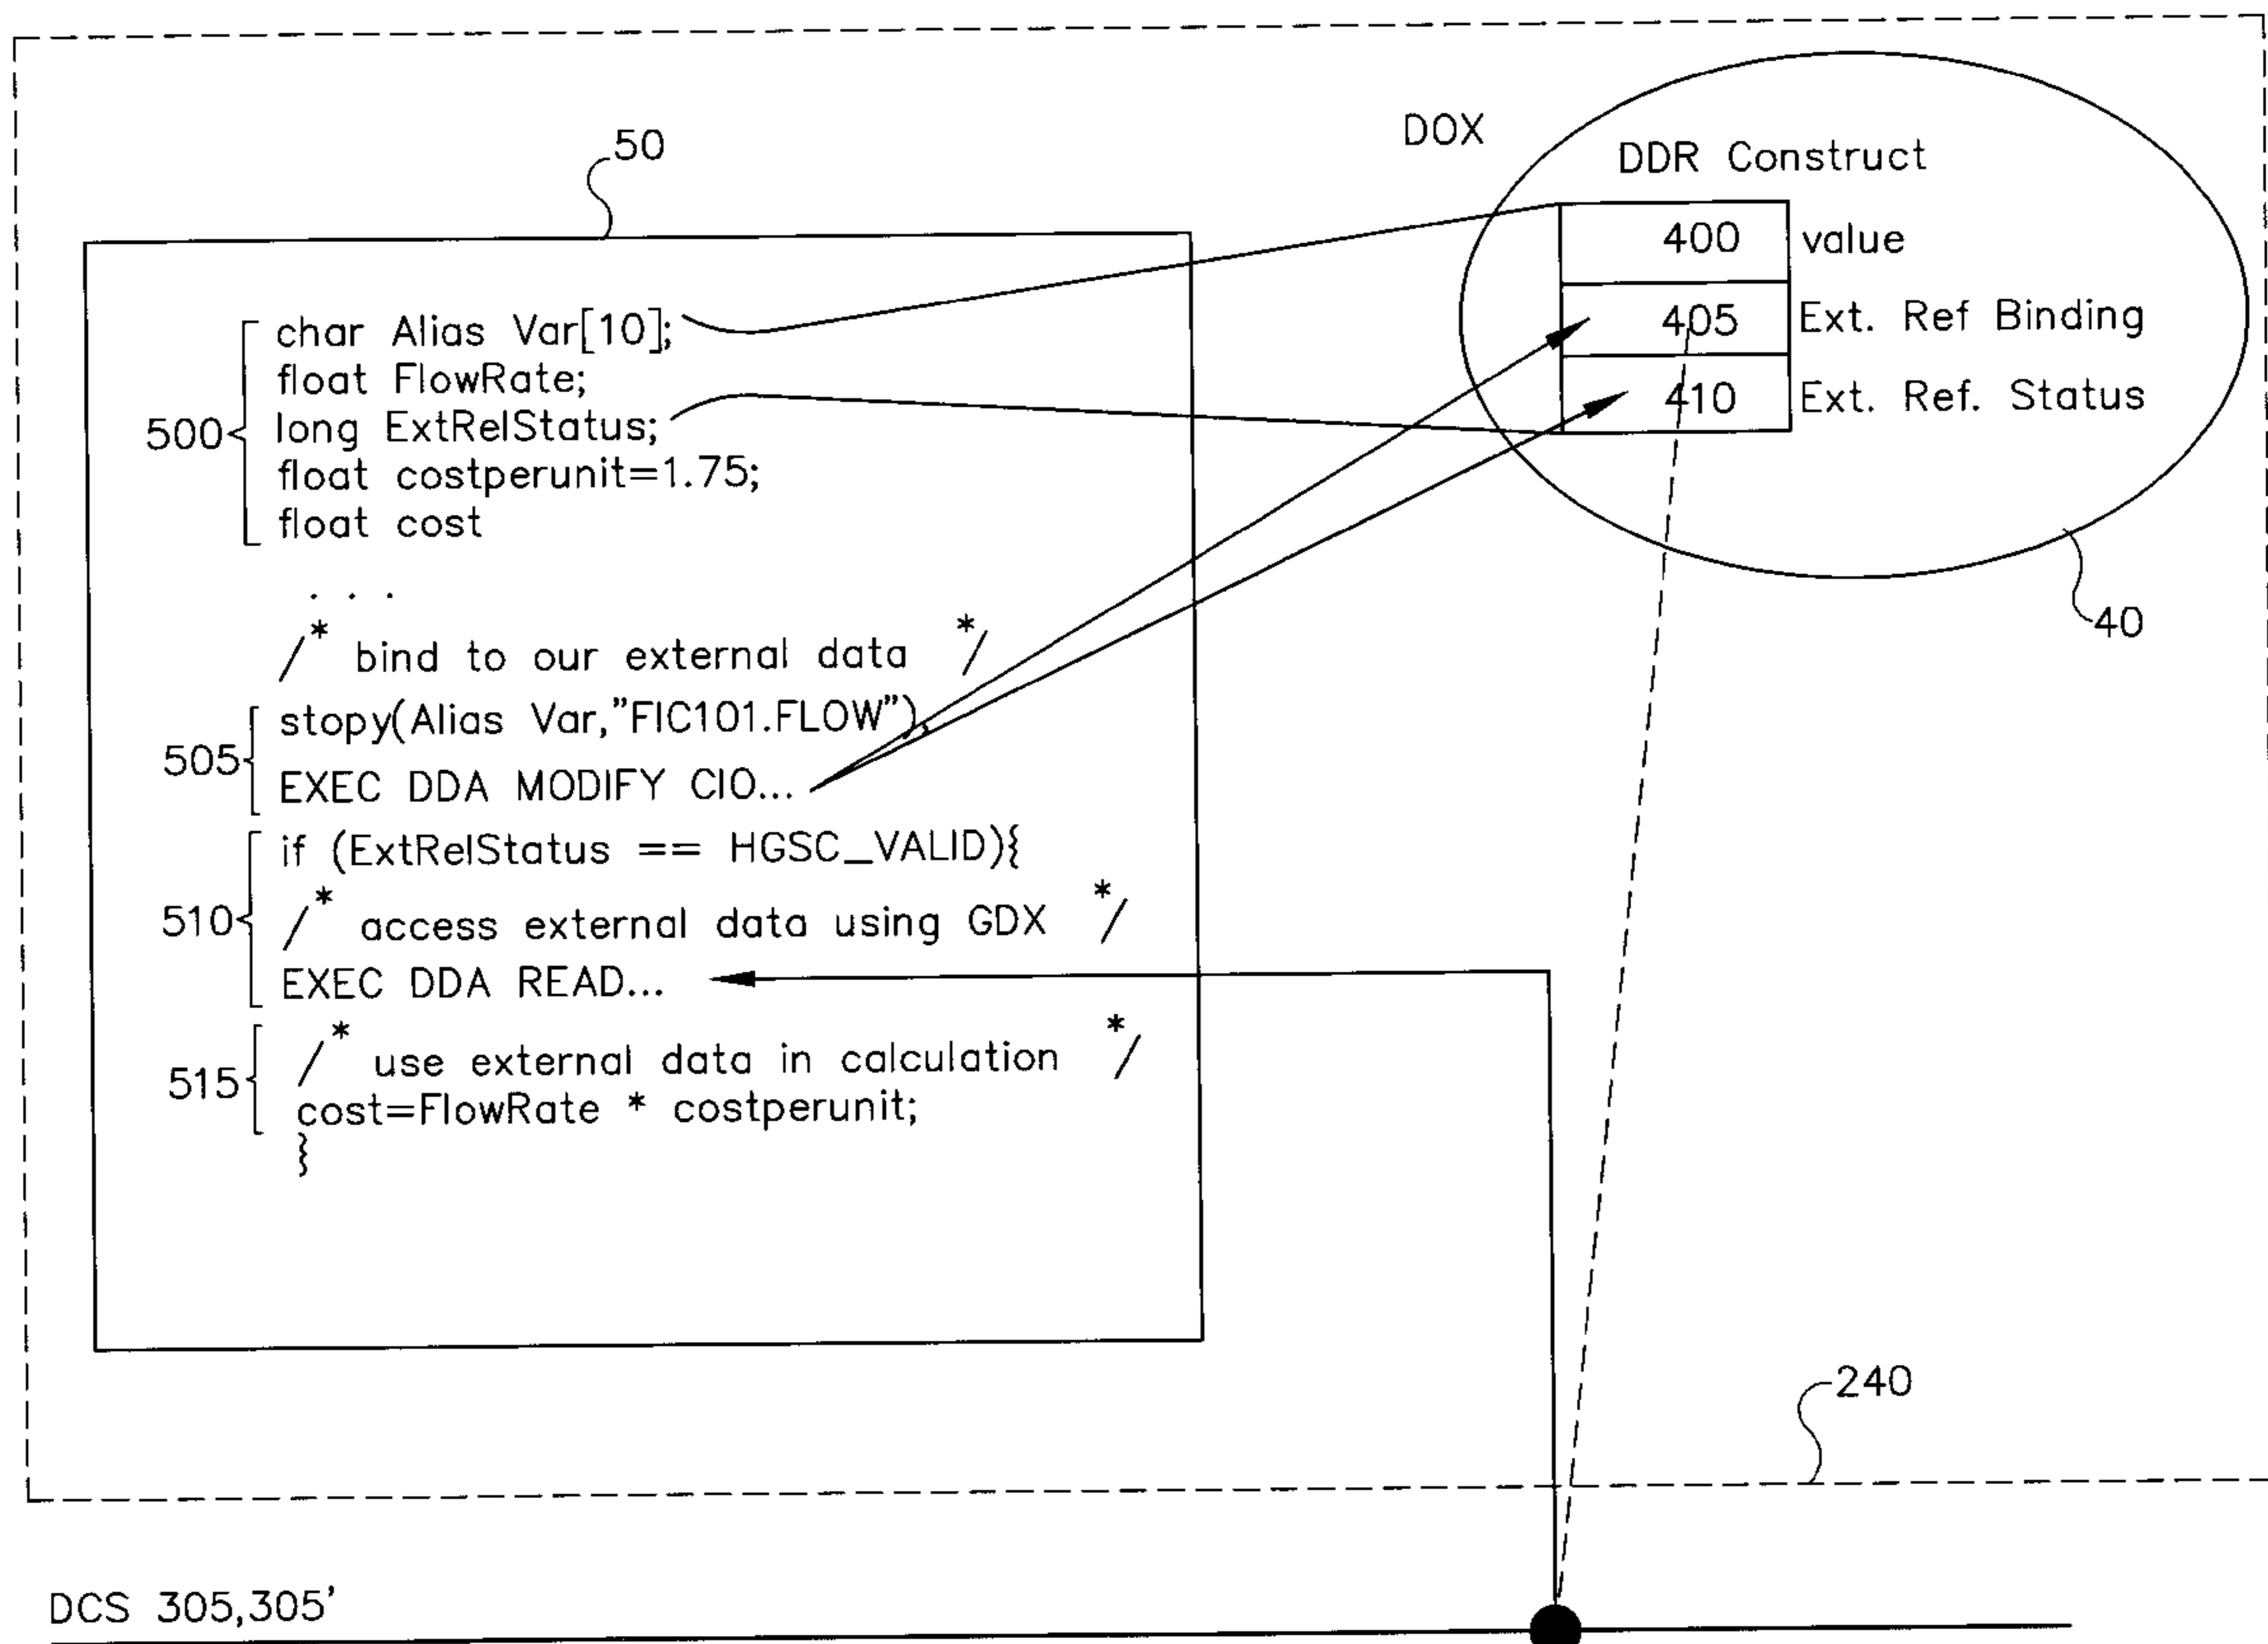 DOX
DDR Construct
50
400 value
405 Ext. Ref Binding
410 Ext. Ref. Status
40
500
char Alias Var[10];
float FlowRate;
long ExtRelStatus;
float costperunit=1.75;
float cost
. . .
/* bind to our external data */
505
stopy(Alias Var,"FIC101.FLOW");
EXEC DDA MODIFY CIO...
510
if (ExtRelStatus == HGSC_VALID){
/* access external data using GDX */
EXEC DDA READ...
515
/* use external data in calculation */
cost=FlowRate * costperunit;
}
240
DCS 305,305'